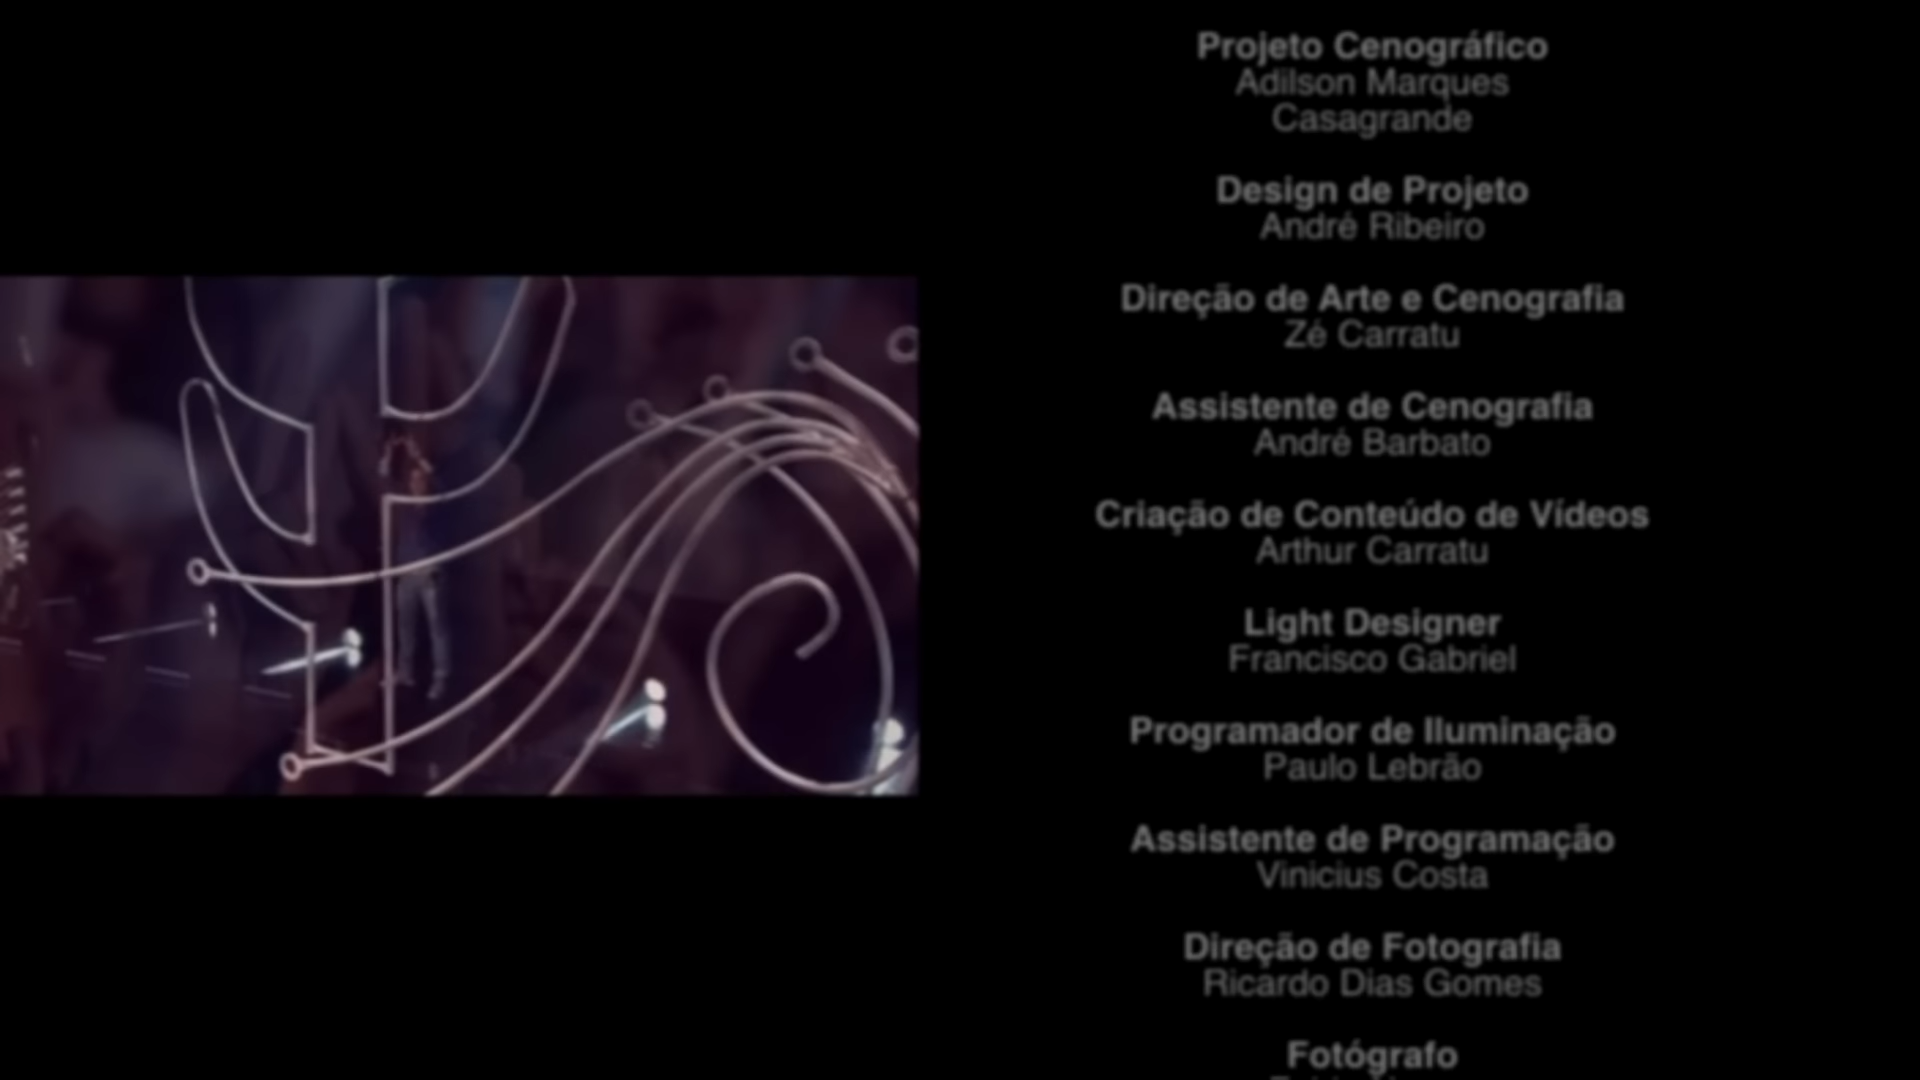 Projeto Cenográfico
Adilson Marques
Casagrande
Design de Projeto
André Ribeiro
Direção de Arte e Cenografia
Zé Carratu
Assistente de Cenografia
André Barbato
Criação de Conteúdo de Vídeos
Arthur Carratu
Light Designer
Francisco Gabriel
Programador de Iluminação
Paulo Lebrão
Assistente de Programação
Vinicius Costa
Direção de Fotografia
Ricardo Dias Gomes
Fotógrafo